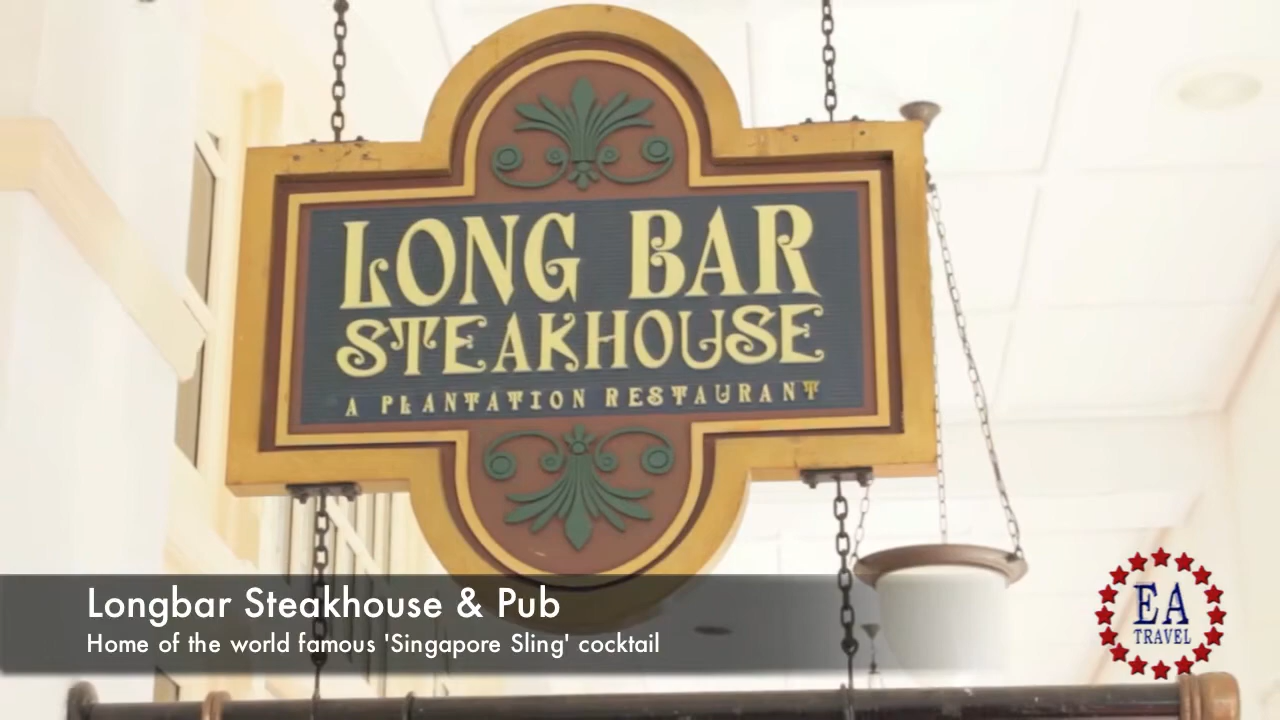 LONG BAR
STEAKHOUSE
A PLANTATION RESTAURANT
Longbar Steakhouse & Pub
Home of the world famous 'Singapore Sling' cocktail
EA
TRAVEL